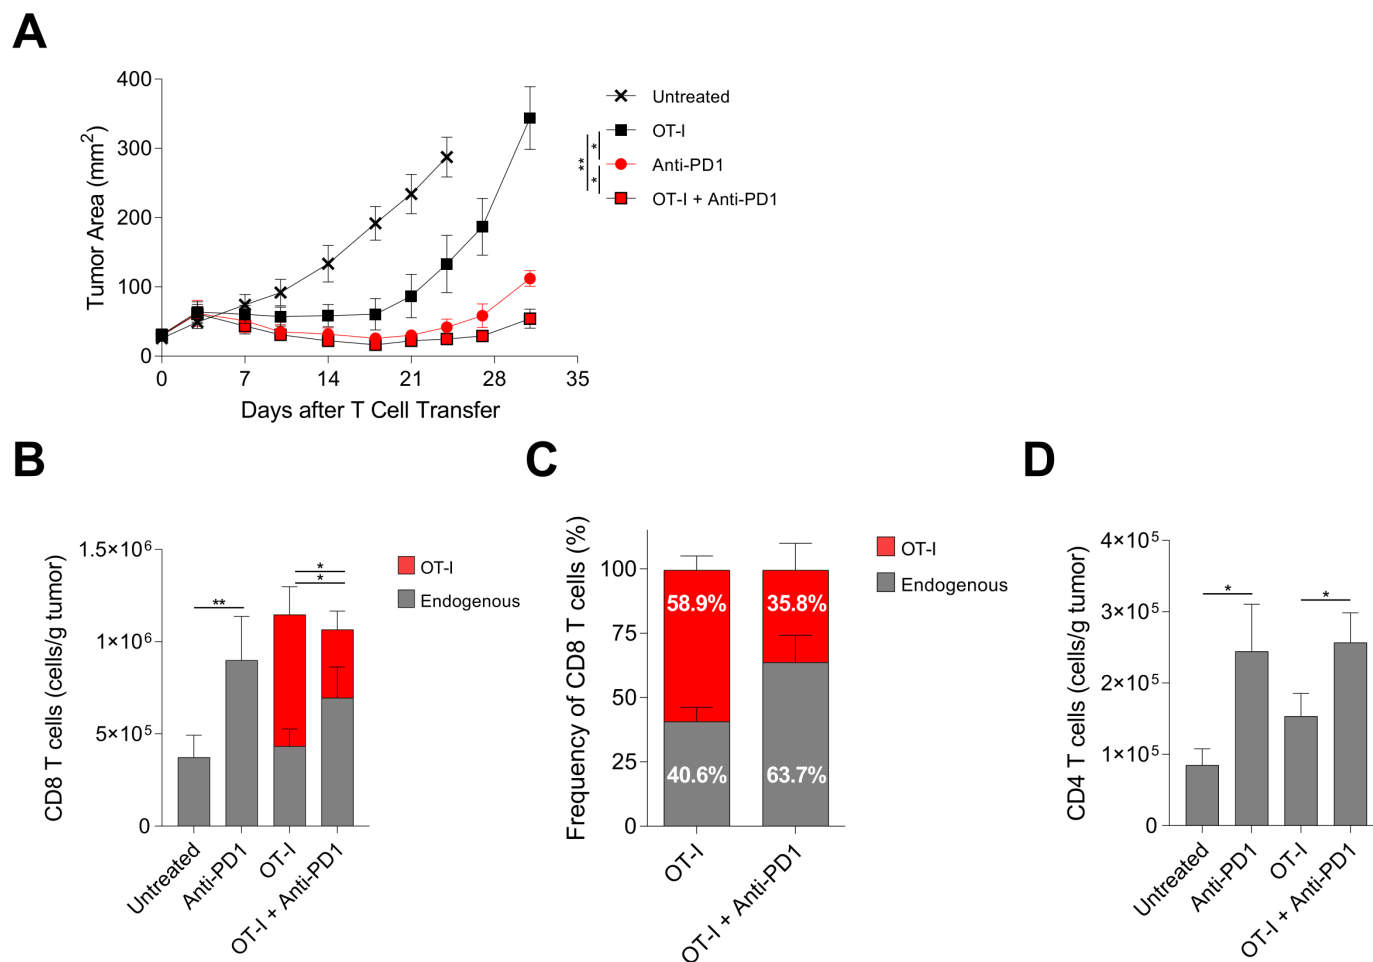 A
Tumor Area (mm²)
400
300
200
100
0
0 7 14 21 28 35
Days after T Cell Transfer
Untreated
OT-I
Anti-PD1
OT-I + Anti-PD1
**
*
*
B
CD8 T cells (cells/g tumor)
1.5×10⁶
1×10⁶
5×10⁵
0
**
*
*
OT-I
Endogenous
Untreated
Anti-PD1
OT-I
OT-I + Anti-PD1
C
Frequency of CD8 T cells (%)
100
75
50
25
0
58.9% 35.8%
40.6% 63.7%
OT-I
Endogenous
OT-I
OT-I + Anti-PD1
D
CD4 T cells (cells/g tumor)
4×10⁵
3×10⁵
2×10⁵
1×10⁵
0
*
*
Untreated
Anti-PD1
OT-I
OT-I + Anti-PD1